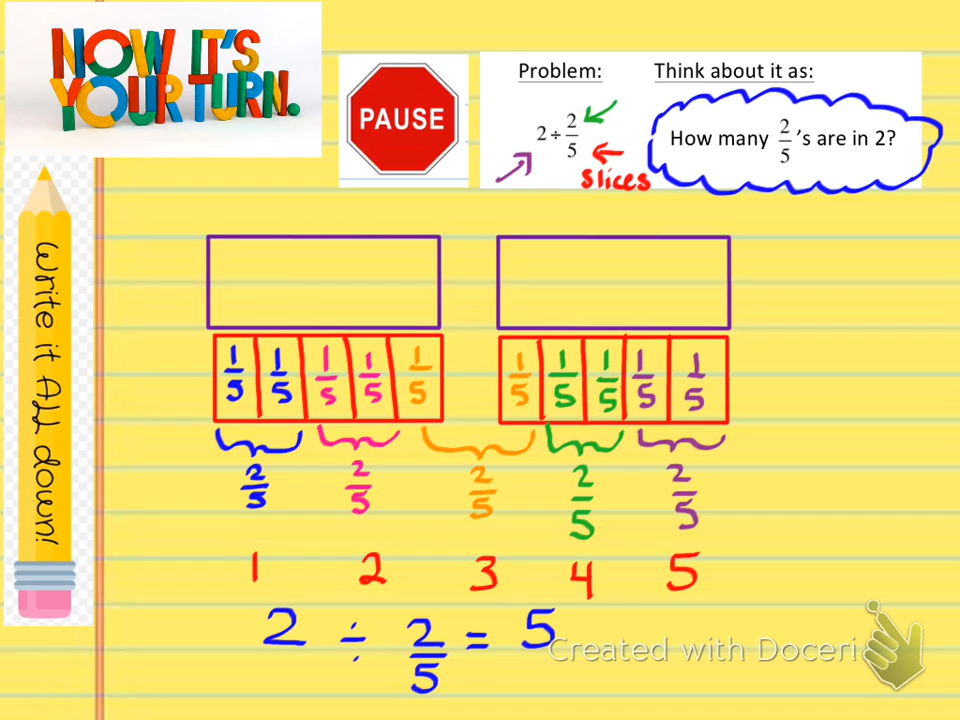 NOW IT'S
YOUR TURN.
PAUSE
Problem:
2 ÷ 2/5
slices
Think about it as:
How many 2/5 's are in 2?
Write it ALL down!
1/5 1/5 1/5 1/5 1/5 1/5 1/5 1/5 1/5 1/5
2/5 2/5 2/5 2/5 2/5
1 2 3 4 5
2 ÷ 2/5 = 5
Created with Doceri